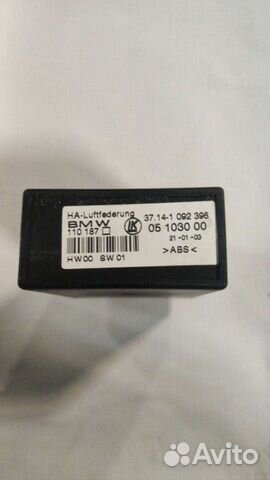 HA-Luftfederung 37.14-1 092 396
BMW LK 05 1030 00
110 187 21-01-03
HW00 SW01 >ABS<
Avito